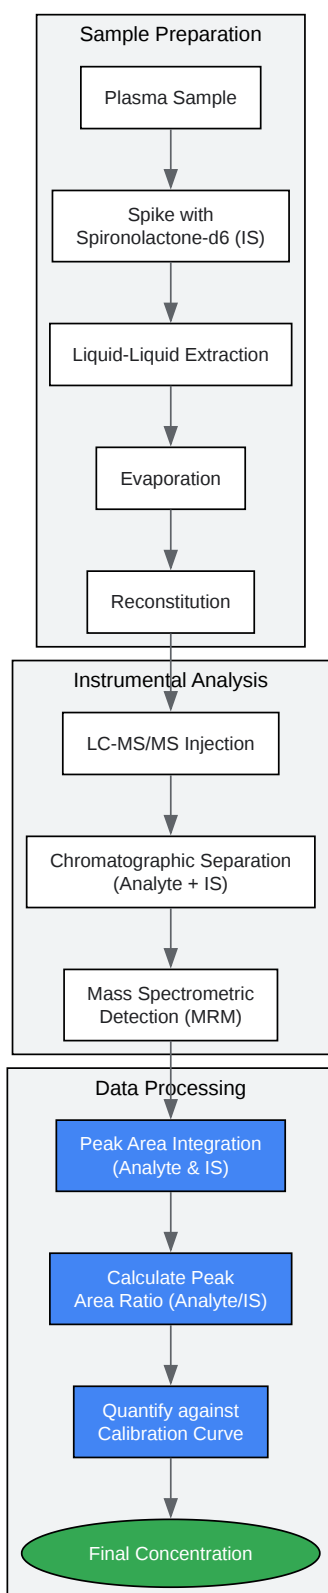 Sample Preparation
Plasma Sample
Spike with
Spironolactone-d6 (IS)
Liquid-Liquid Extraction
Evaporation
Reconstitution
Instrumental Analysis
LC-MS/MS Injection
Chromatographic Separation
(Analyte + IS)
Mass Spectrometric
Detection (MRM)
Data Processing
Peak Area Integration
(Analyte & IS)
Calculate Peak
Area Ratio (Analyte/IS)
Quantify against
Calibration Curve
Final Concentration